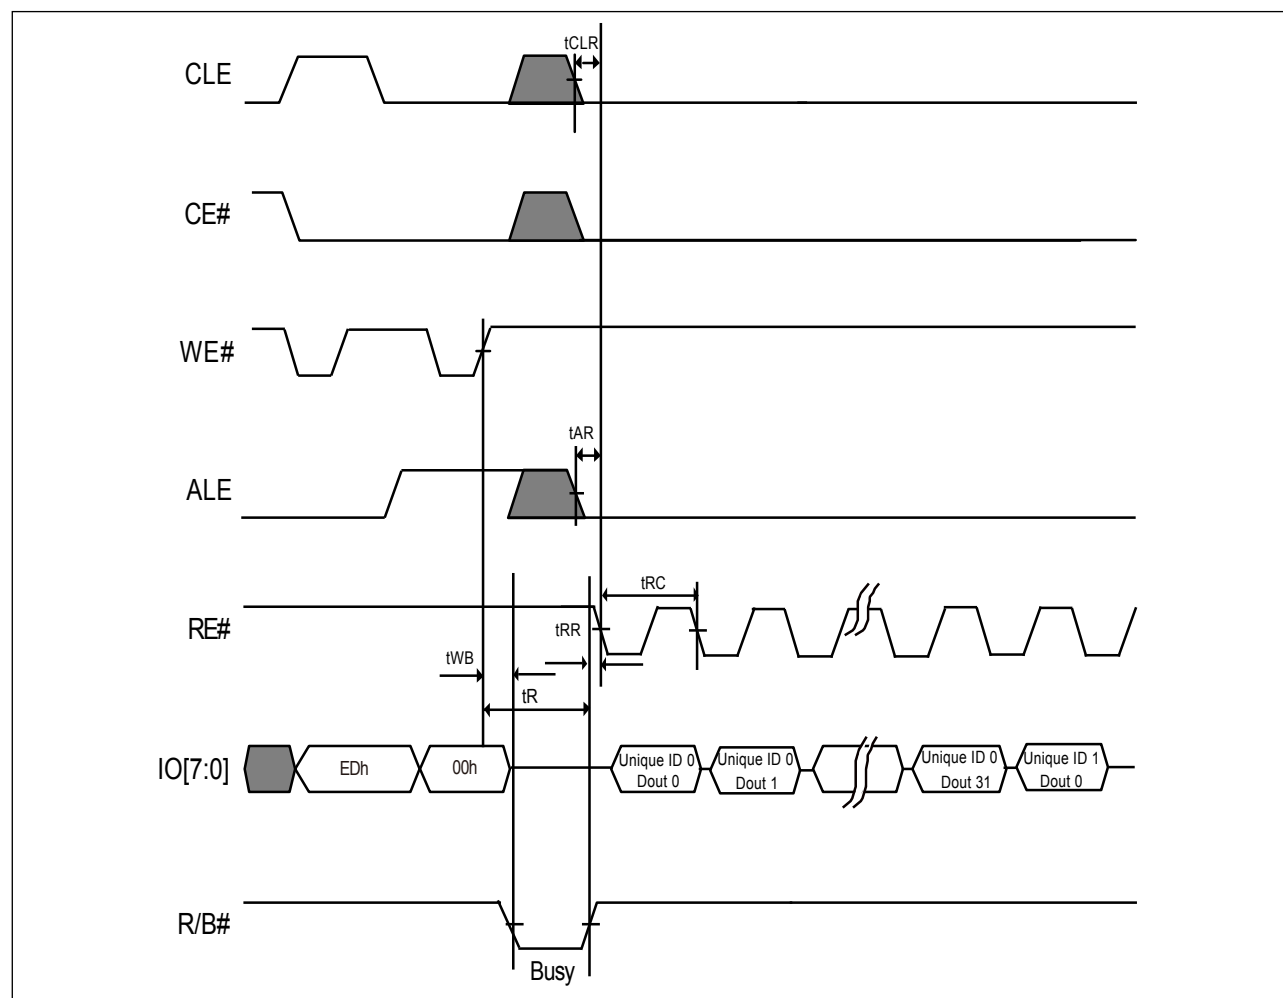 tCLR
CLE
CE#
WE#
tAR
ALE
tRC
RE#
tRR
tWB
tR
IO[7:0]
EDh
00h
Unique ID 0
Dout 0
Unique ID 0
Dout 1
Unique ID 0
Dout 31
Unique ID 1
Dout 0
R/B#
Busy